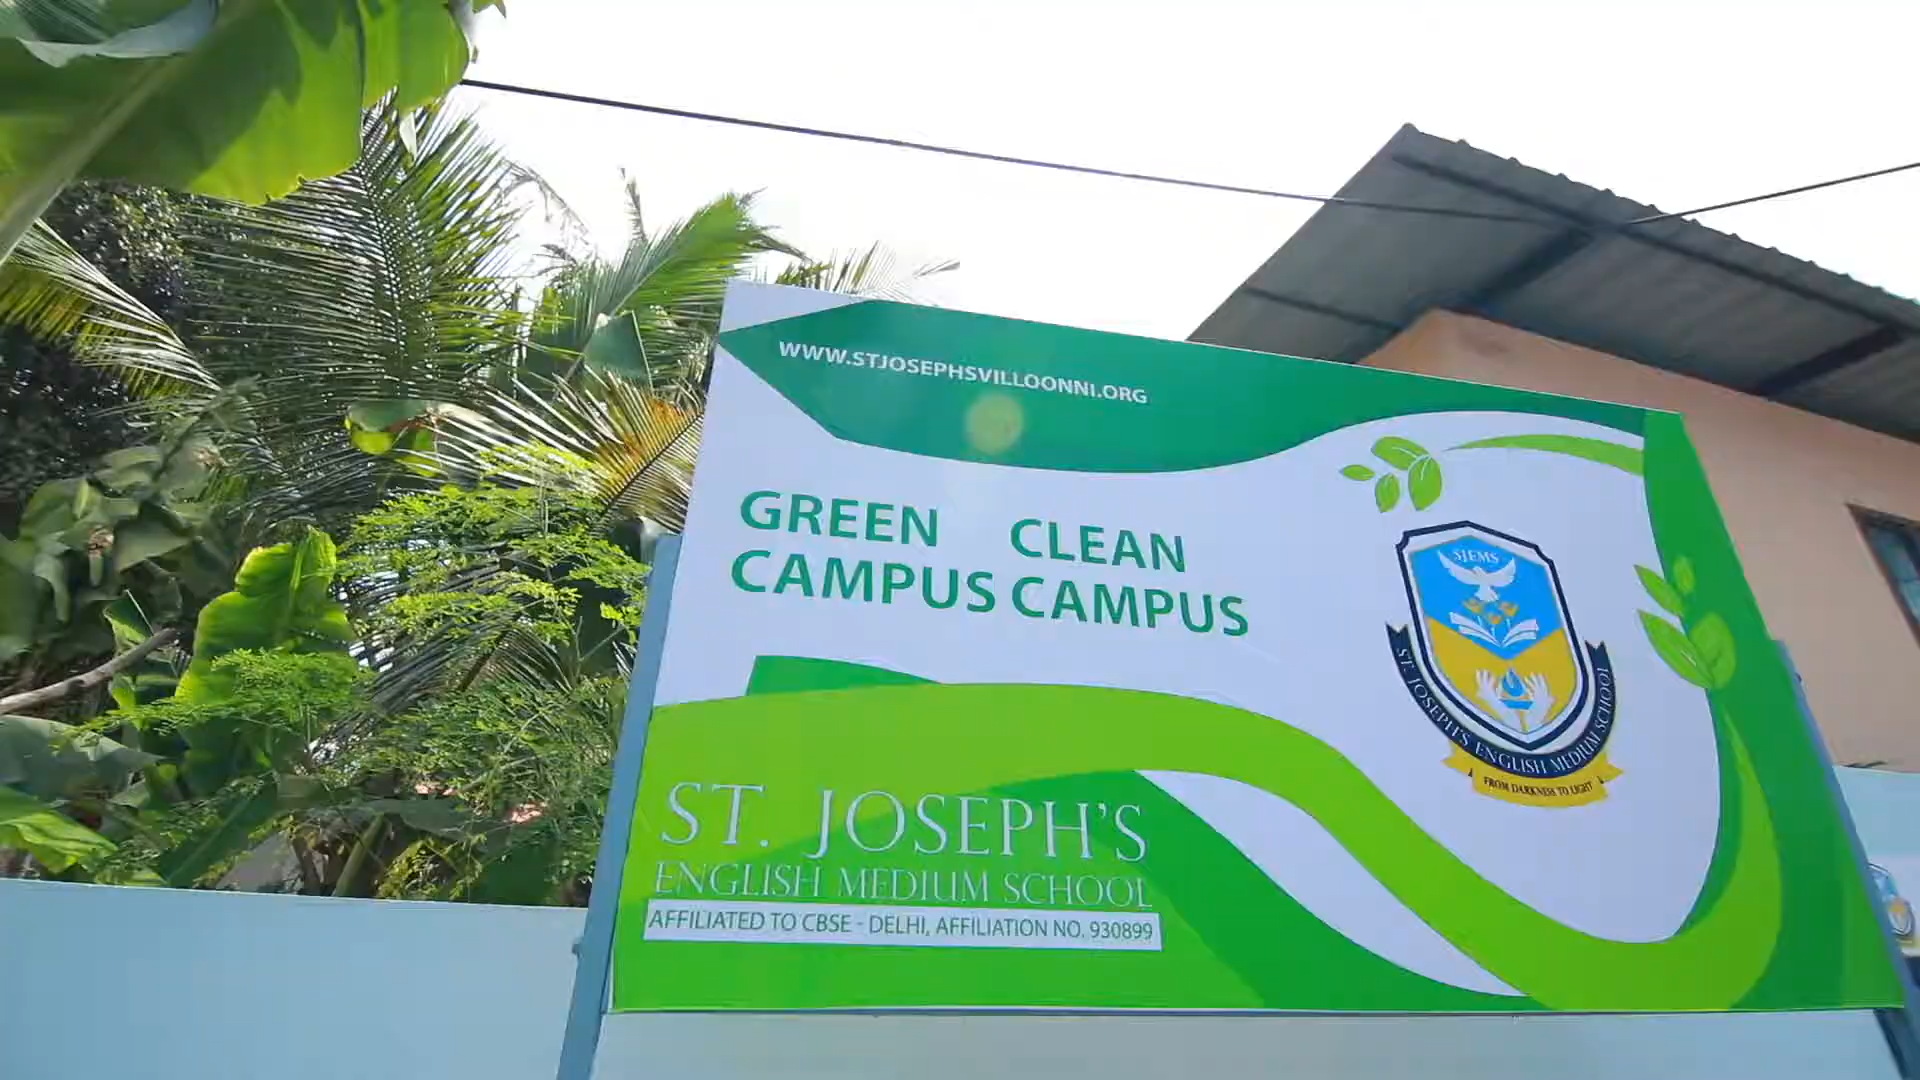 WWW.STJOSEPHSVILLOONNI.ORG
GREEN CAMPUS
CLEAN CAMPUS
SJEMS
ST. JOSEPH'S ENGLISH MEDIUM SCHOOL
FROM DARKNESS TO LIGHT
ST. JOSEPH'S
ENGLISH MEDIUM SCHOOL
AFFILIATED TO CBSE - DELHI, AFFILIATION NO. 930899